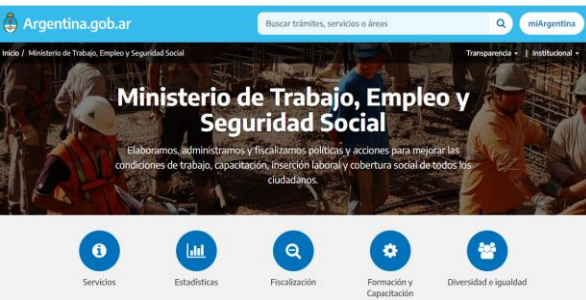 Argentina.gob.ar
Buscar trámites, servicios o áreas
miArgentina
Inicio / Ministerio de Trabajo, Empleo y Seguridad Social
Transparencia | Institucional
Ministerio de Trabajo, Empleo y
Seguridad Social
Elaboramos, administramos y fiscalizamos políticas y acciones para mejorar las
condiciones de trabajo, capacitación, inserción laboral y cobertura social de todos los
ciudadanos.
Servicios
Estadísticas
Fiscalización
Formación y
Capacitación
Diversidad e igualdad